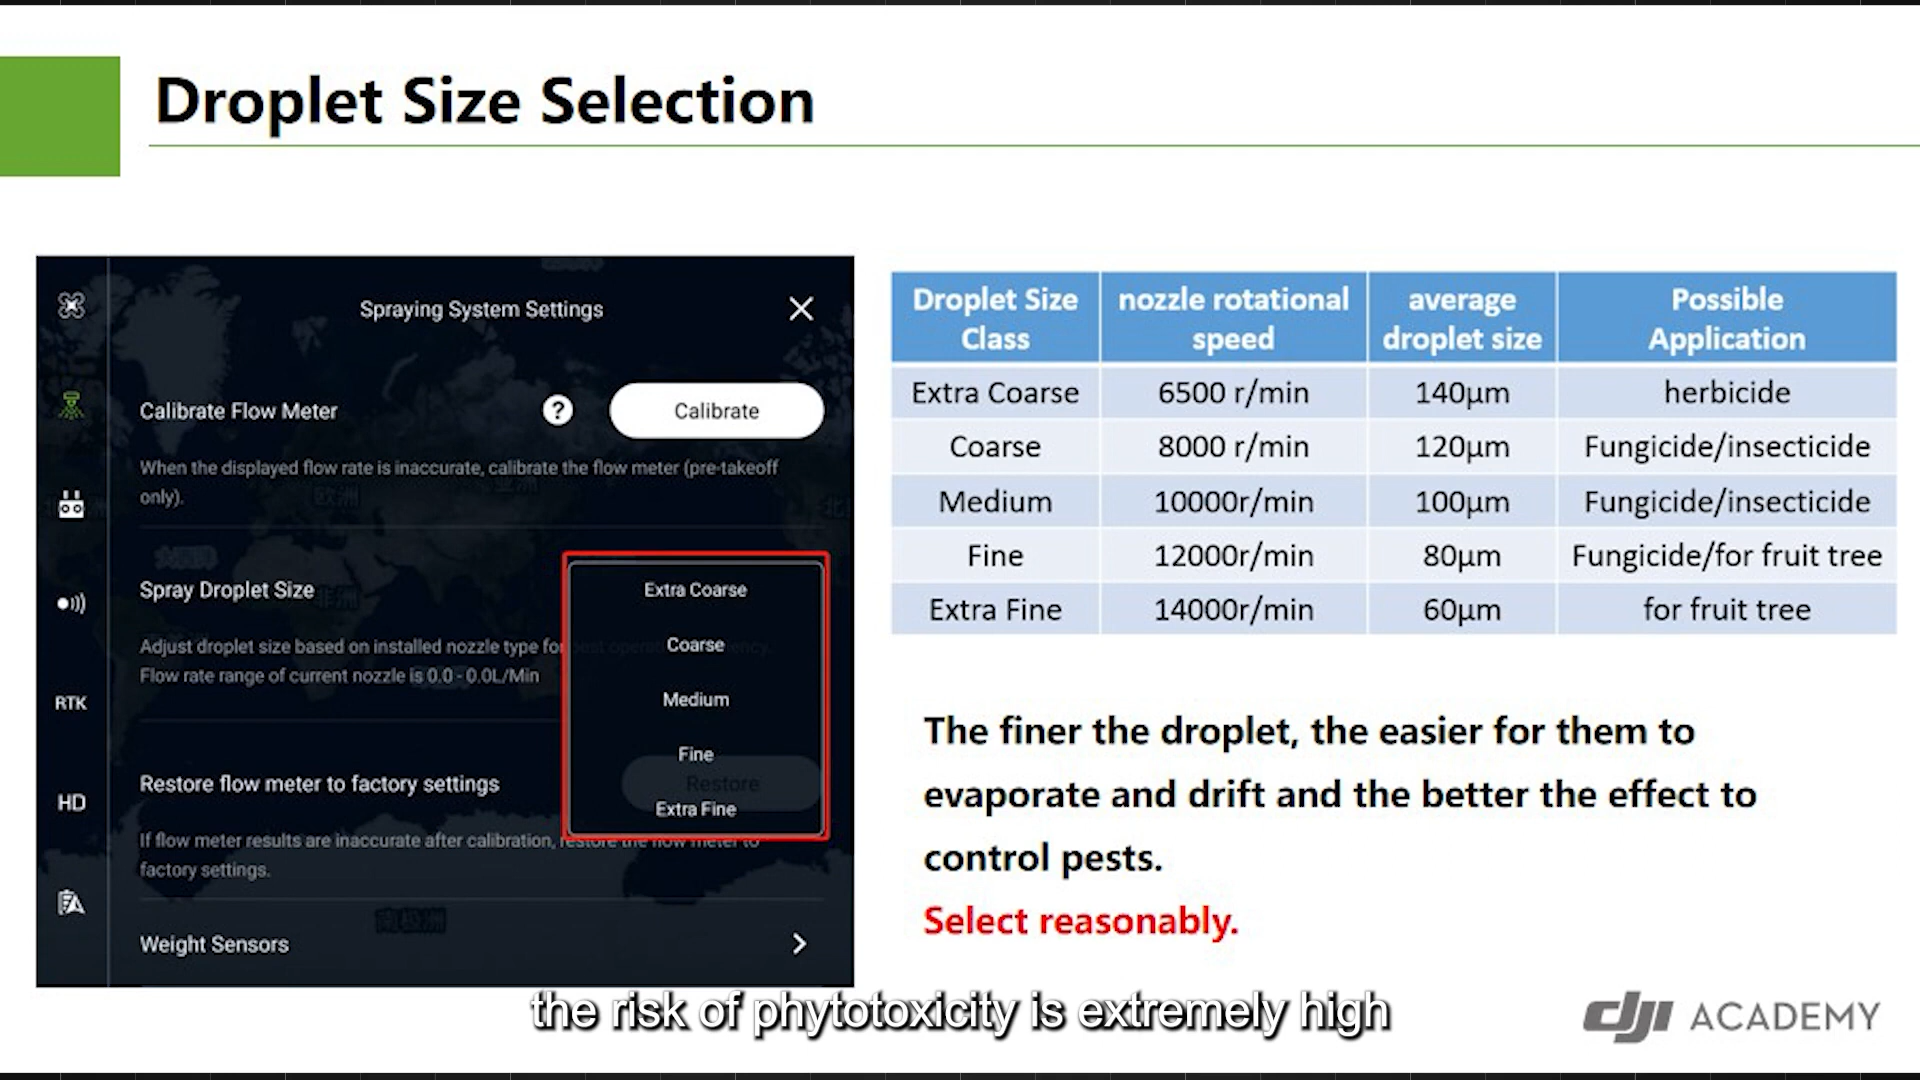 Droplet Size Selection
Spraying System Settings
Calibrate Flow Meter
?
Calibrate
When the displayed flow rate is inaccurate, calibrate the flow meter (pre-takeoff
only).
Spray Droplet Size
Adjust droplet size based on installed nozzle type for
Flow rate range of current nozzle is 0.0 - 0.0L/Min
Extra Coarse
Coarse
Medium
Fine
Extra Fine
RTK
HD
Restore flow meter to factory settings
Restore
If flow meter results are inaccurate after calibration, restore the flow meter to
factory settings.
Weight Sensors
欧洲
非洲
南极洲
Droplet Size Class nozzle rotational speed average droplet size Possible Application
Extra Coarse 6500 r/min 140μm herbicide
Coarse 8000 r/min 120μm Fungicide/insecticide
Medium 10000r/min 100μm Fungicide/insecticide
Fine 12000r/min 80μm Fungicide/for fruit tree
Extra Fine 14000r/min 60μm for fruit tree
The finer the droplet, the easier for them to
evaporate and drift and the better the effect to
control pests.
Select reasonably.
the risk of phytotoxicity is extremely high
dji ACADEMY